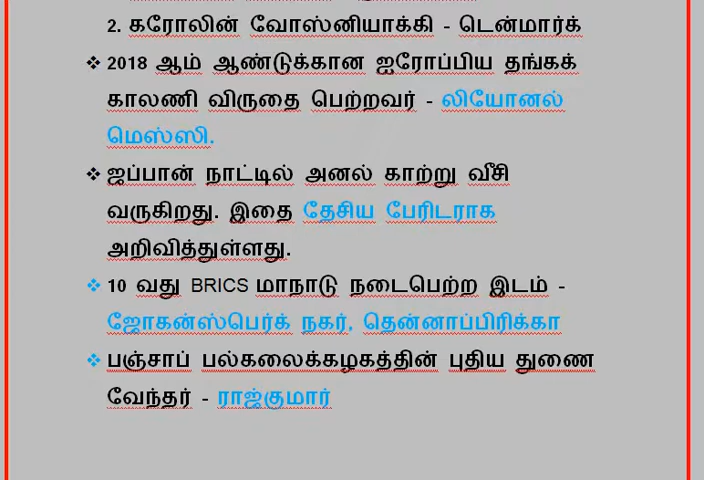 2. கரோலின் வோஸ்னியாக்கி - டென்மார்க்
❖ 2018 ஆம் ஆண்டுக்கான ஐரோப்பிய தங்கக்
காலணி விருதை பெற்றவர் - லியோனல்
மெஸ்ஸி.
❖ ஜப்பான் நாட்டில் அனல் காற்று வீசி
வருகிறது. இதை தேசிய பேரிடராக
அறிவித்துள்ளது.
❖ 10 வது BRICS மாநாடு நடைபெற்ற இடம் -
ஜோகன்ஸ்பெர்க் நகர், தென்னாப்பிரிக்கா
❖ பஞ்சாப் பல்கலைக்கழகத்தின் புதிய துணை
வேந்தர் - ராஜ்குமார்